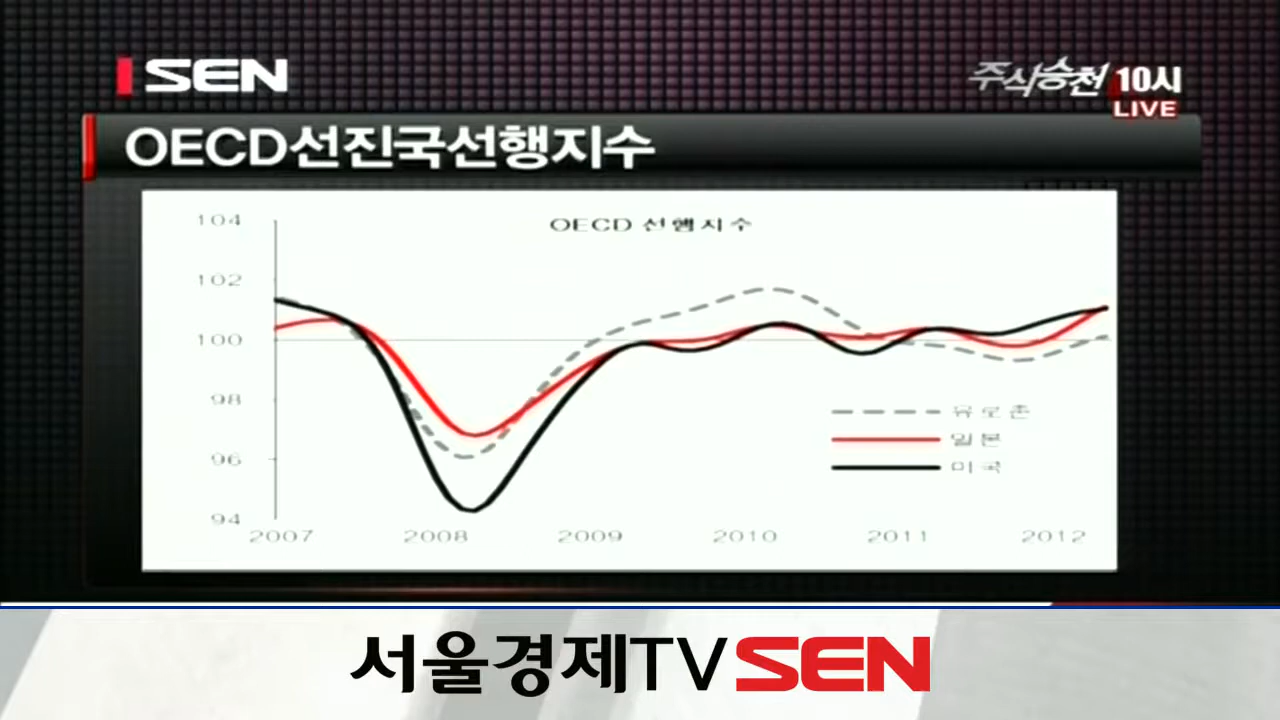 SEN
주식승천 10시
LIVE
OECD선진국선행지수
OECD 선행지수
104
102
100
98
96
94
유로존
일본
미국
2007 2008 2009 2010 2011 2012
서울경제TV SEN